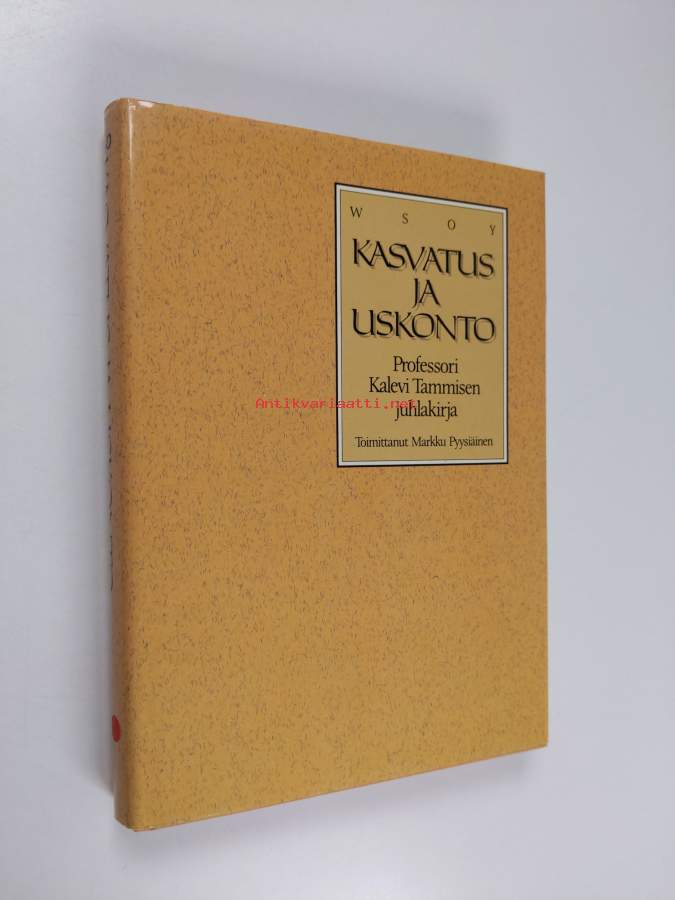 W S O Y
KASVATUS
JA
USKONTO
Professori
Kalevi Tammisen
juhlakirja
Toimittanut Markku Pyysiäinen
Antikvariaatti.net